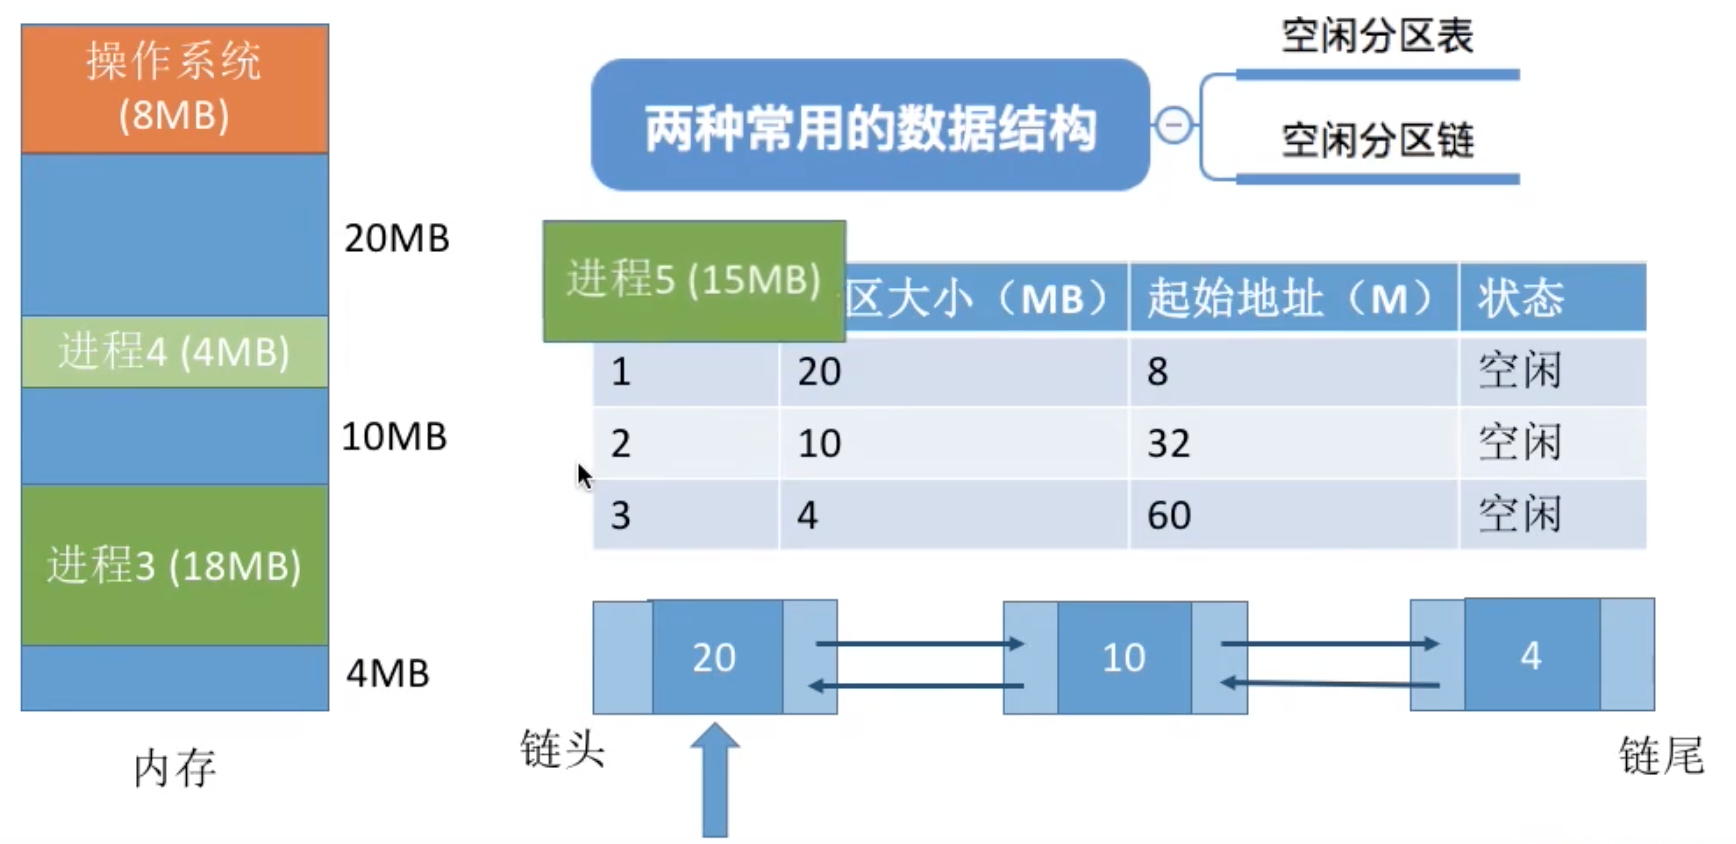 操作系统
(8MB)
20MB
进程4 (4MB)
10MB
进程3 (18MB)
4MB
内存
两种常用的数据结构
空闲分区表
空闲分区链
进程5 (15MB)
区大小（MB） 起始地址（M） 状态
1 20 8 空闲
2 10 32 空闲
3 4 60 空闲
20 10 4
链头
链尾